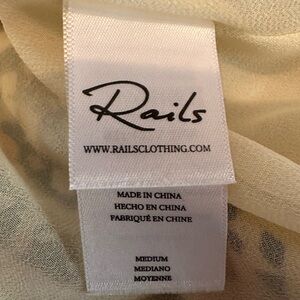 Rails
WWW.RAILSCLOTHING.COM
MADE IN CHINA
HECHO EN CHINA
FABRIQUÉ EN CHINE
MEDIUM
MEDIANO
MOYENNE